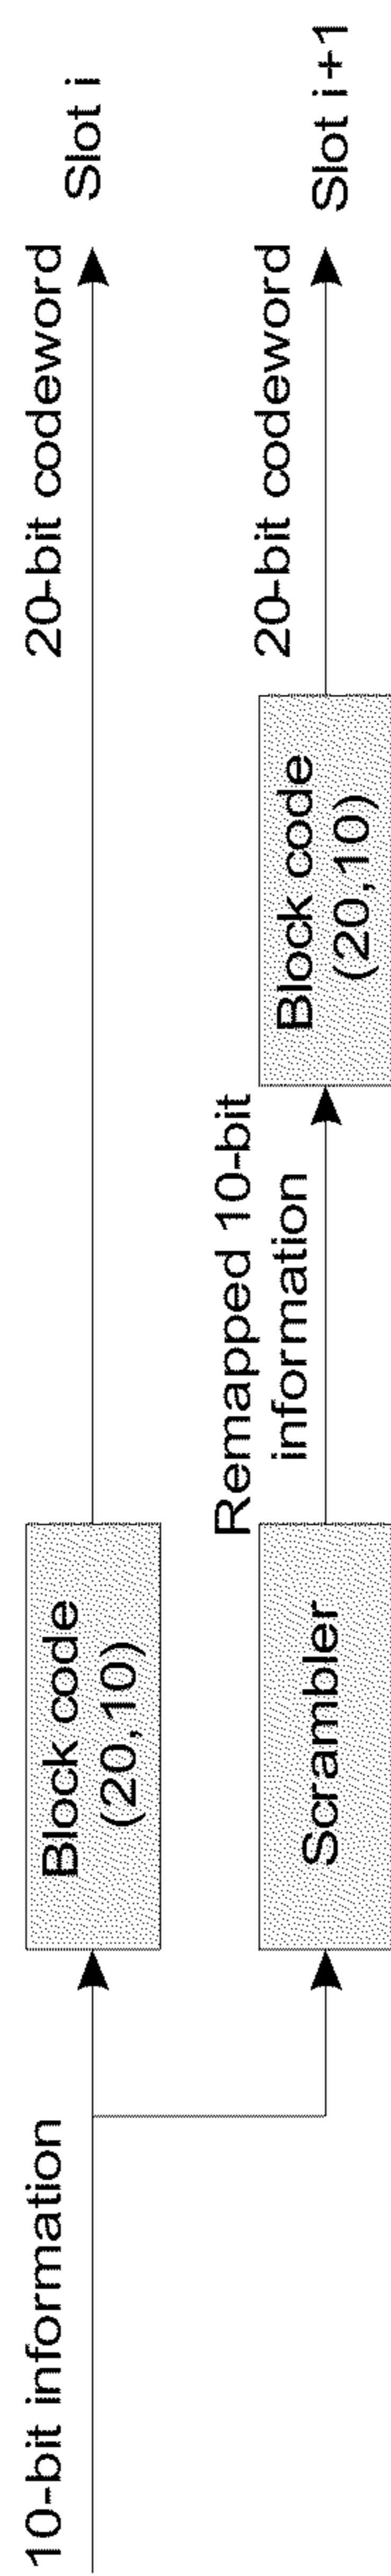 10-bit information
Block code
(20,10)
20-bit codeword
Slot i
Scrambler
Remapped 10-bit
information
Block code
(20,10)
20-bit codeword
Slot i+1